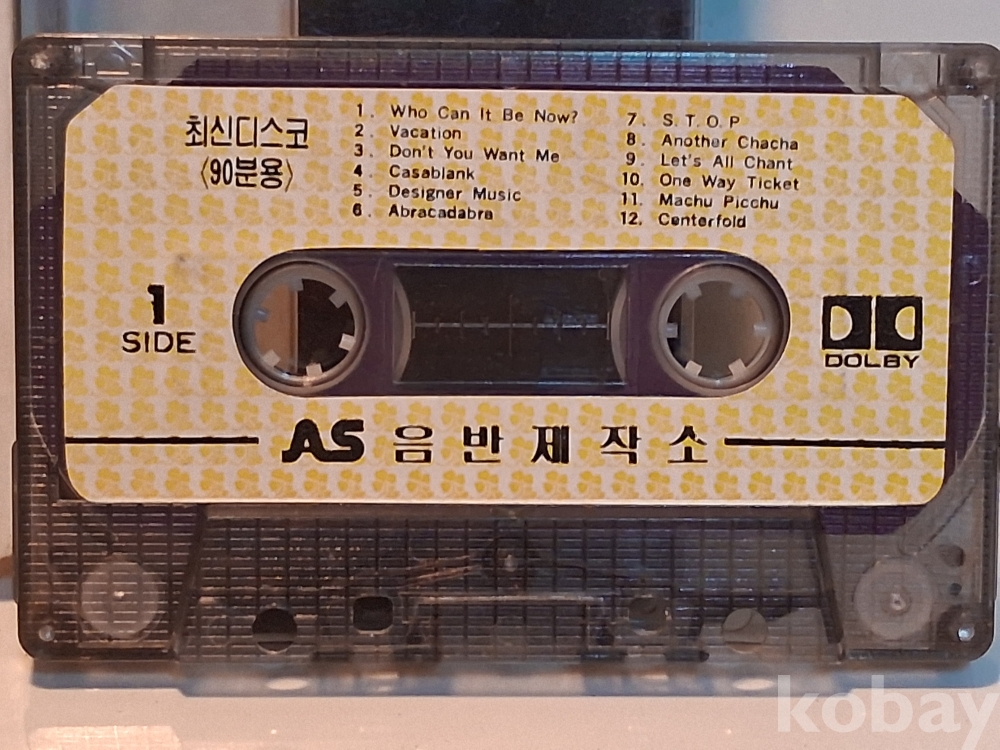 최신디스코
〈90분용〉
1. Who Can It Be Now?
2. Vacation
3. Don't You Want Me
4. Casablank
5. Designer Music
6. Abracadabra
7. S. T. O. P
8. Another Chacha
9. Let's All Chant
10. One Way Ticket
11. Machu Picchu
12. Centerfold
1
SIDE
DOLBY
AS 음반제작소
kobay